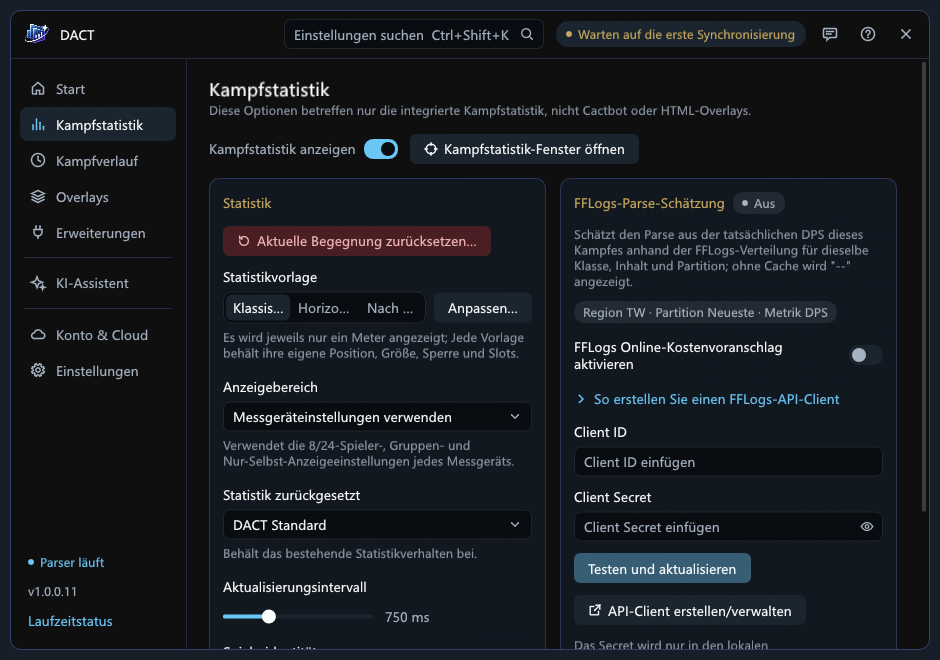 DACT
Einstellungen suchen Ctrl+Shift+K
Warten auf die erste Synchronisierung
Start
Kampfstatistik
Kampfverlauf
Overlays
Erweiterungen
KI-Assistent
Konto & Cloud
Einstellungen
Parser läuft
v1.0.0.11
Laufzeitstatus
Kampfstatistik
Diese Optionen betreffen nur die integrierte Kampfstatistik, nicht Cactbot oder HTML-Overlays.
Kampfstatistik anzeigen
Kampfstatistik-Fenster öffnen
Statistik
Aktuelle Begegnung zurücksetzen...
Statistikvorlage
Klassis... Horizo... Nach ... Anpassen...
Es wird jeweils nur ein Meter angezeigt; Jede Vorlage
behält ihre eigene Position, Größe, Sperre und Slots.
Anzeigebereich
Messgeräteinstellungen verwenden
Verwendet die 8/24-Spieler-, Gruppen- und
Nur-Selbst-Anzeigeeinstellungen jedes Messgeräts.
Statistik zurückgesetzt
DACT Standard
Behält das bestehende Statistikverhalten bei.
Aktualisierungsintervall
750 ms
FFLogs-Parse-Schätzung Aus
Schätzt den Parse aus der tatsächlichen DPS dieses
Kampfes anhand der FFLogs-Verteilung für dieselbe
Klasse, Inhalt und Partition; ohne Cache wird "--"
angezeigt.
Region TW · Partition Neueste · Metrik DPS
FFLogs Online-Kostenvoranschlag
aktivieren
So erstellen Sie einen FFLogs-API-Client
Client ID
Client ID einfügen
Client Secret
Client Secret einfügen
Testen und aktualisieren
API-Client erstellen/verwalten
Das Secret wird nur in den lokalen